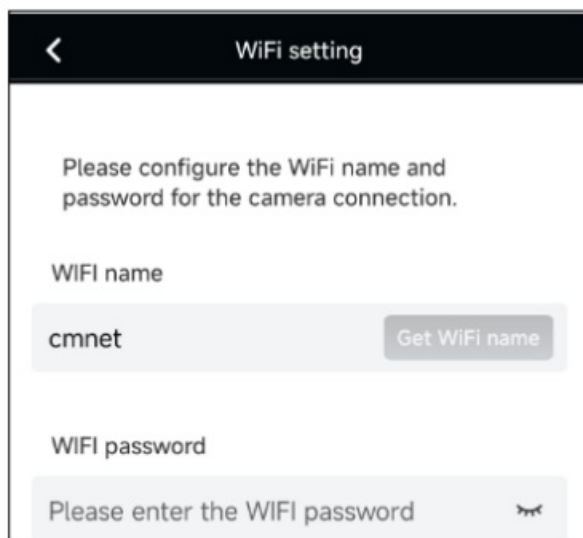 WiFi setting
Please configure the WiFi name and
password for the camera connection.
WIFI name
cmnet
Get WiFi name
WIFI password
Please enter the WIFI password